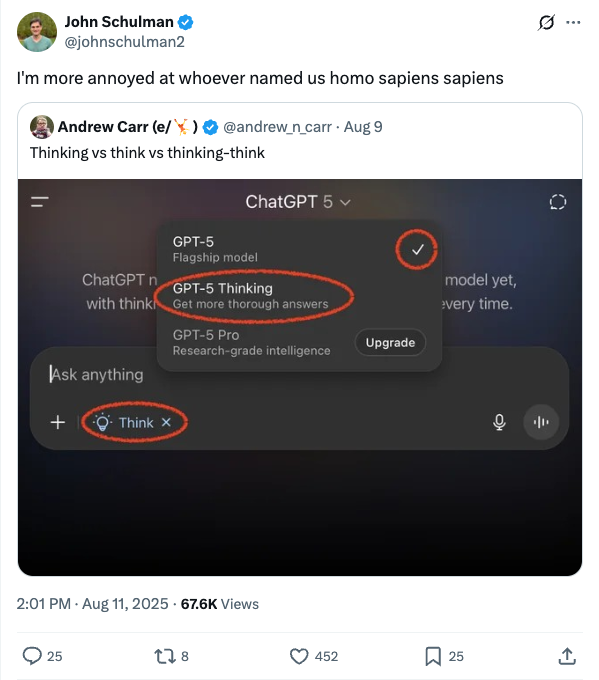 John Schulman
@johnschulman2
I'm more annoyed at whoever named us homo sapiens sapiens
Andrew Carr (e/🤸) @andrew_n_carr · Aug 9
Thinking vs think vs thinking-think
ChatGPT 5
GPT-5
Flagship model
ChatGPT n
model yet,
GPT-5 Thinking
with thinki
Get more thorough answers
every time.
GPT-5 Pro
Research-grade intelligence
Upgrade
Ask anything
Think
2:01 PM · Aug 11, 2025 · 67.6K Views
25
8
452
25